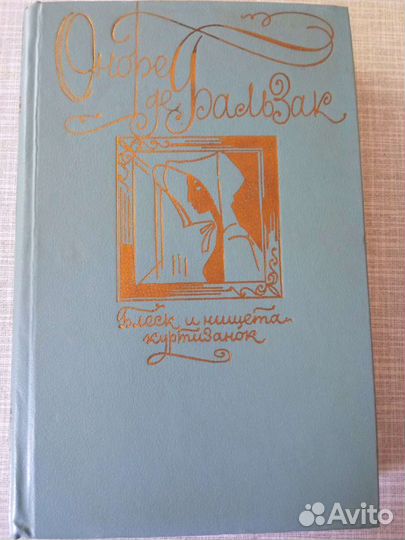 Оноре
де Бальзак
Блеск и нищета
куртизанок
Avito